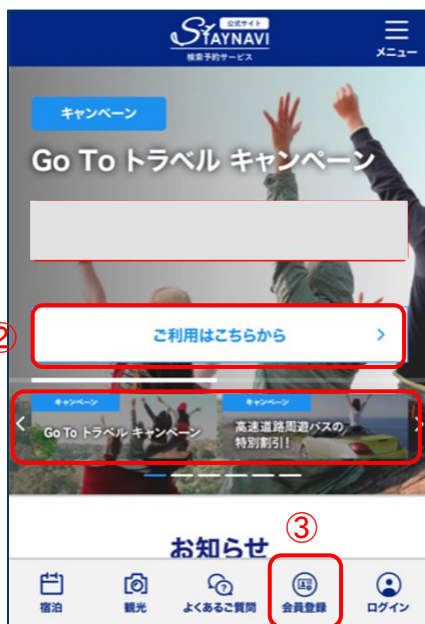 公式サイト
STAYNAVI
検索予約サービス
メニュー
キャンペーン
Go To トラベル キャンペーン
②
ご利用はこちらから
キャンペーン
Go To トラベル キャンペーン
キャンペーン
高速道路周遊パスの
特別割引!
③
お知らせ
宿泊
観光
よくあるご質問
会員登録
ログイン